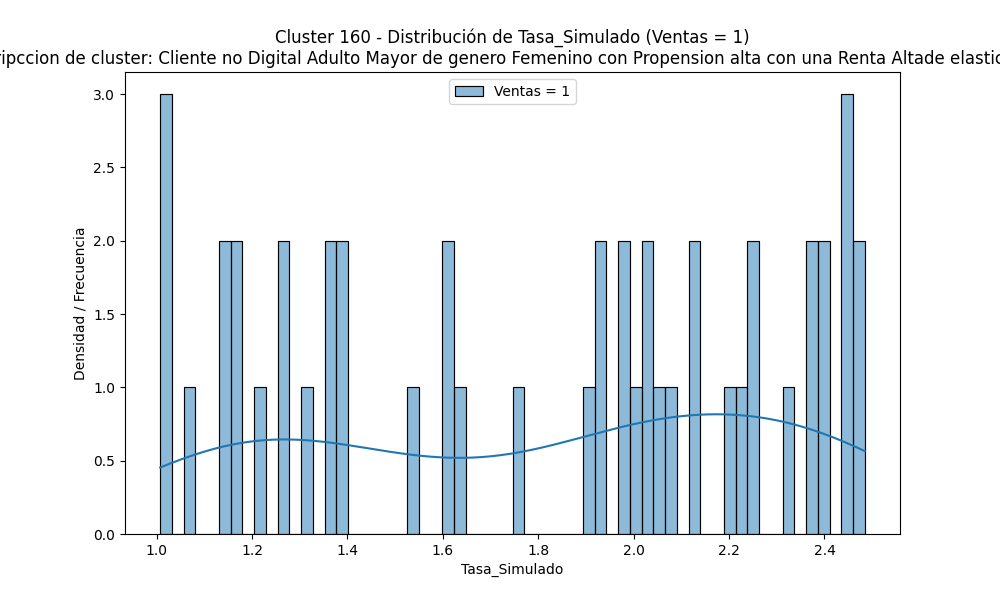 Cluster 160 - Distribución de Tasa_Simulado (Ventas = 1)
de cluster: Cliente no Digital Adulto Mayor de genero Femenino con Propension alta con una Renta Altade
Ventas = 1
Densidad / Frecuencia
3.0
2.5
2.0
1.5
1.0
0.5
0.0
1.0 1.2 1.4 1.6 1.8 2.0 2.2 2.4
Tasa_Simulado